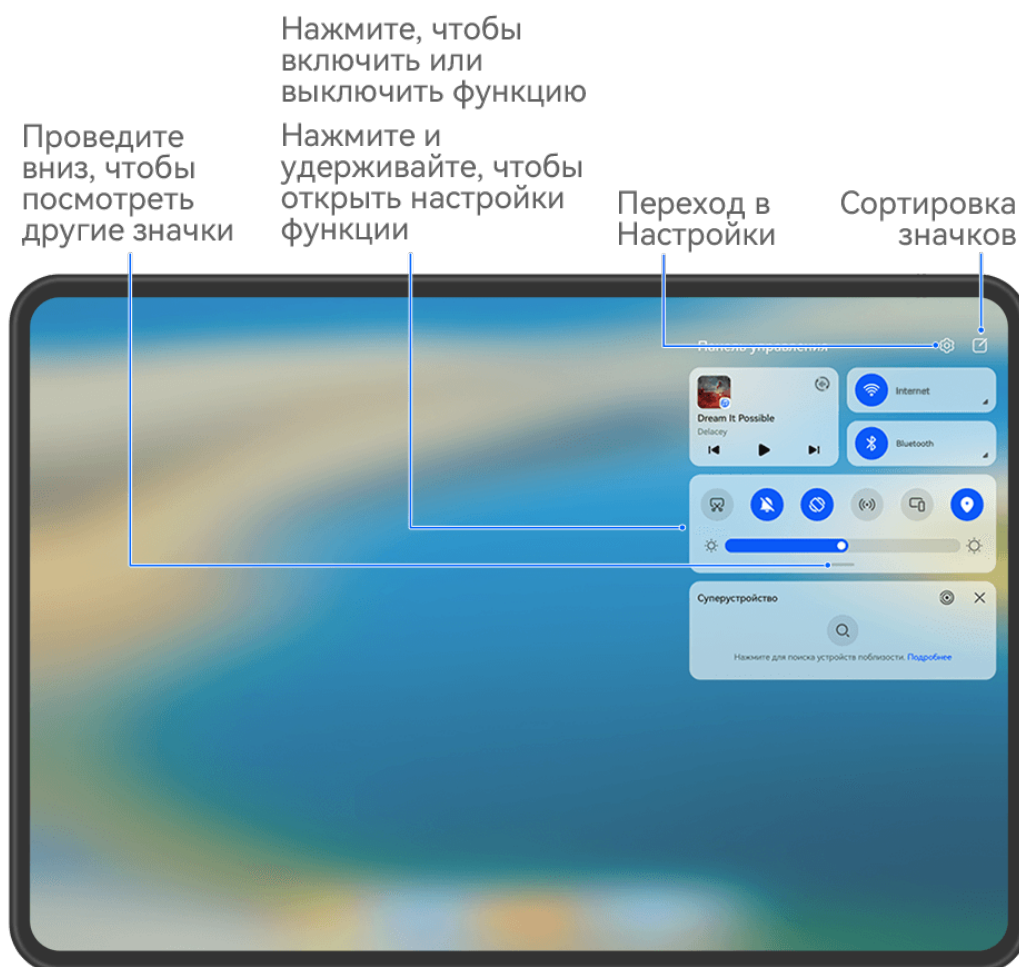 Нажмите, чтобы
включить или
выключить функцию
Проведите
вниз, чтобы
посмотреть
другие значки
Нажмите и
удерживайте, чтобы
открыть настройки
функции
Переход в
Настройки
Сортировка
значков
Панель управления
Dream It Possible
Delacey
Internet
Bluetooth
Суперустройство
Нажмите для поиска устройств поблизости. Подробнее